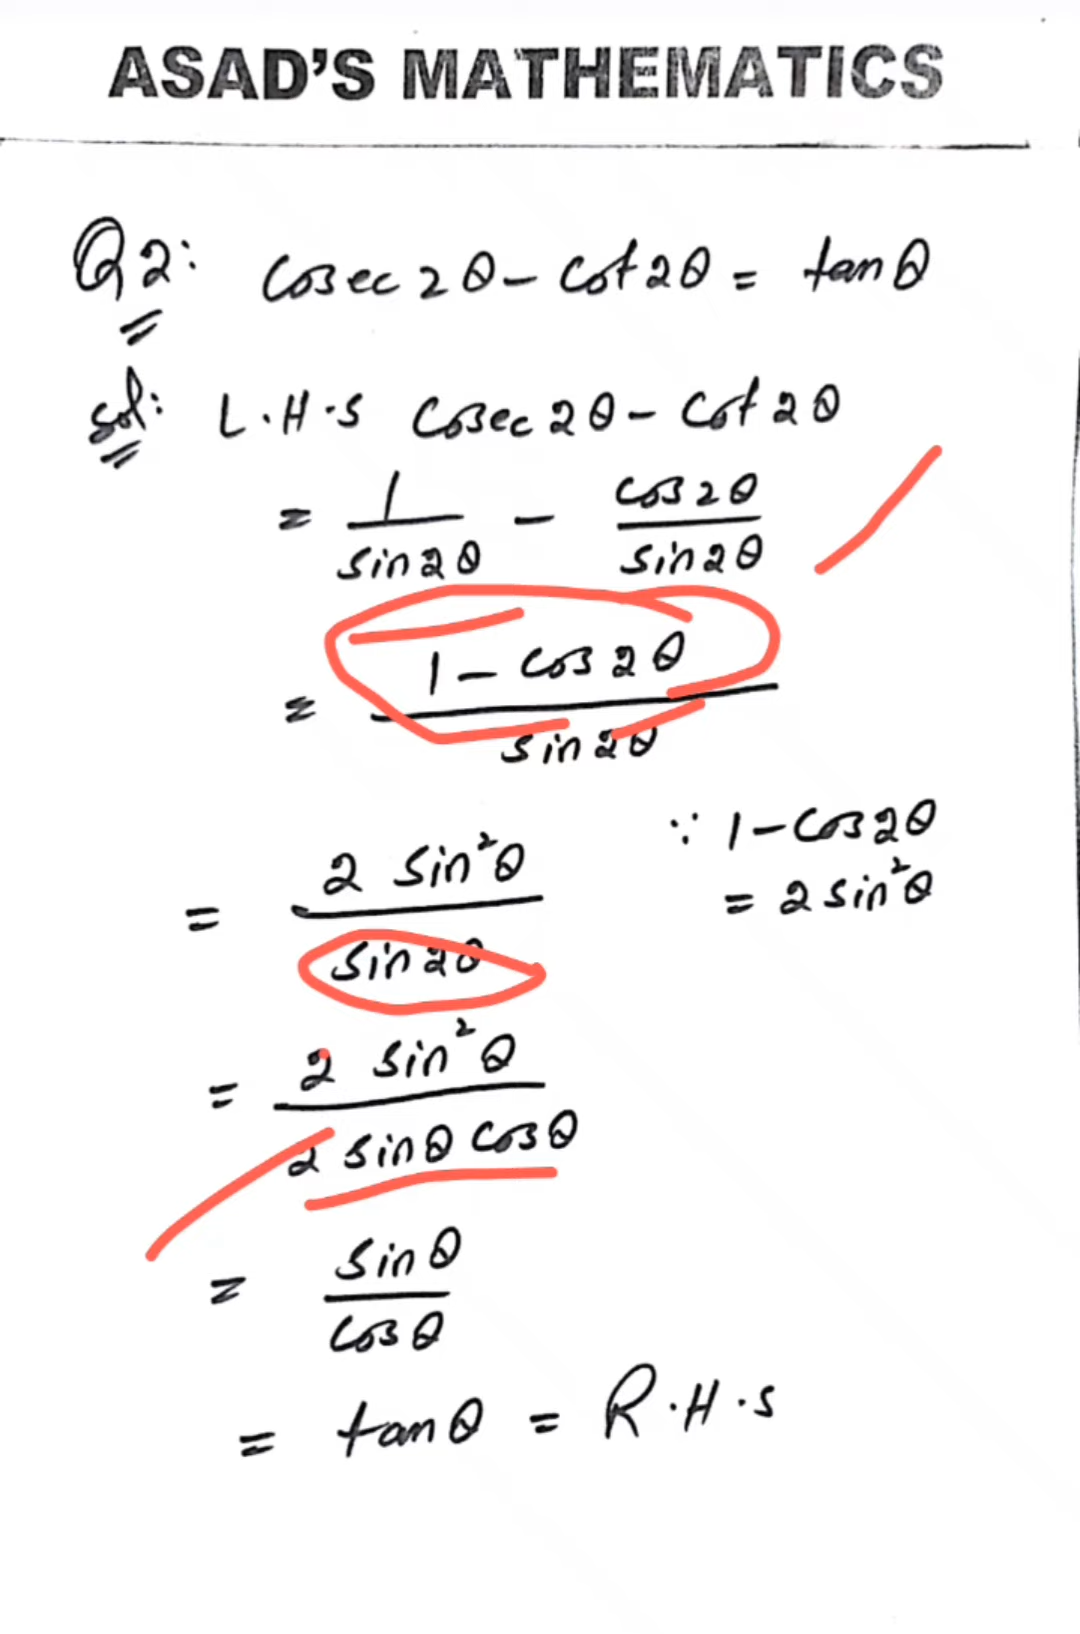 ASAD'S MATHEMATICS
Q2: Cosec 2θ - Cot 2θ = tan θ
Sol: L.H.S Cosec 2θ - Cot 2θ
= 1/sin 2θ - cos 2θ/sin 2θ
= 1 - cos 2θ/sin 2θ
= 2 sin²θ/sin 2θ
∵ 1 - cos 2θ
= 2 sin²θ
= 2 sin²θ/2 sin θ cos θ
= sin θ/cos θ
= tan θ = R.H.S